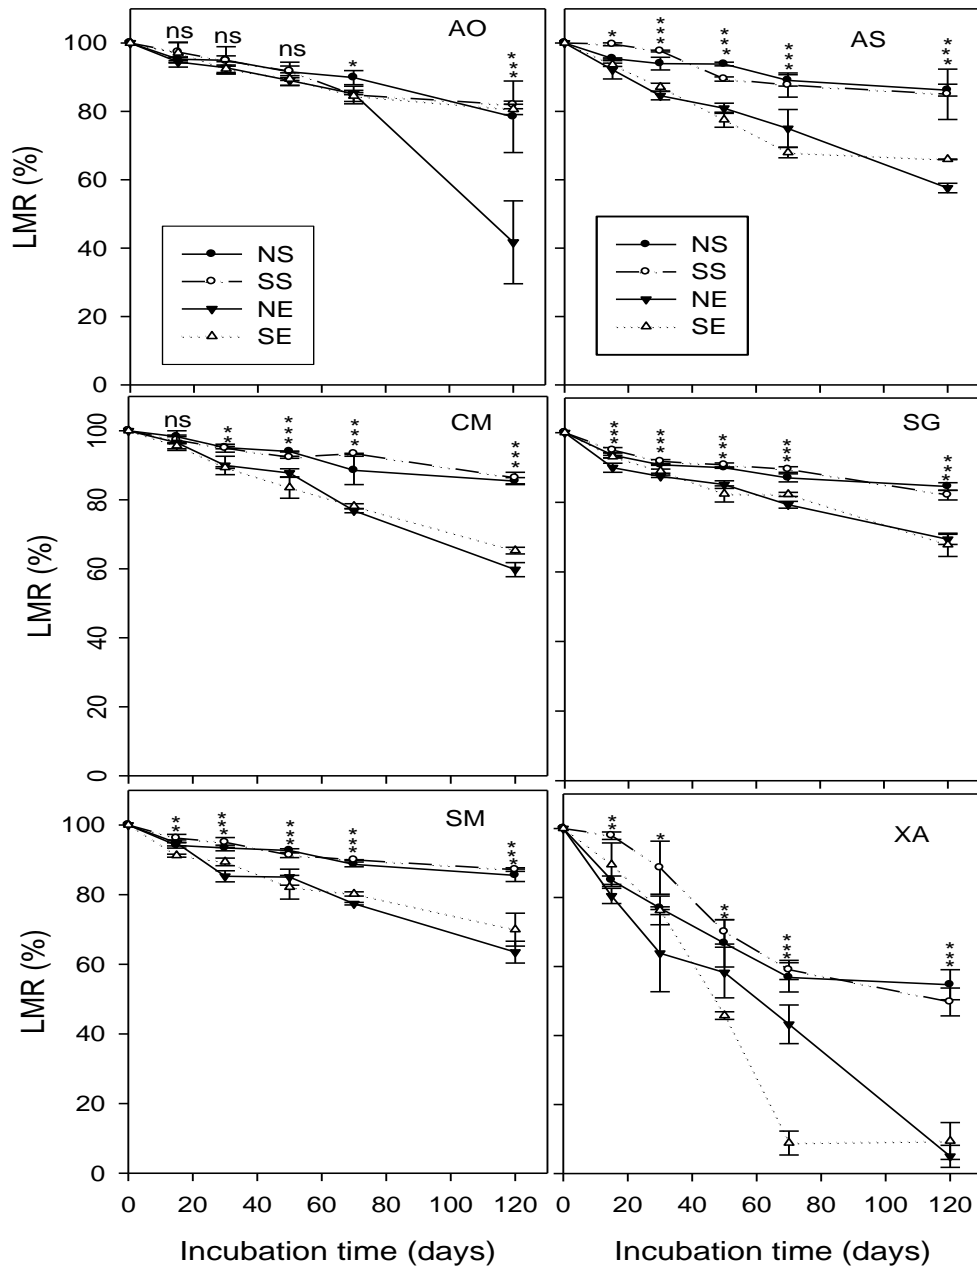 AO
ns
ns
ns
*
***
100
80
60
40
20
0
LMR (%)
NS
SS
NE
SE
AS
*
***
***
***
***
NS
SS
NE
SE
CM
ns
**
***
***
***
100
80
60
40
20
0
LMR (%)
SG
***
***
***
***
***
SM
**
***
***
***
***
100
80
60
40
20
0
LMR (%)
0 20 40 60 80 100 120
Incubation time (days)
XA
**
*
**
***
***
0 20 40 60 80 100 120
Incubation time (days)